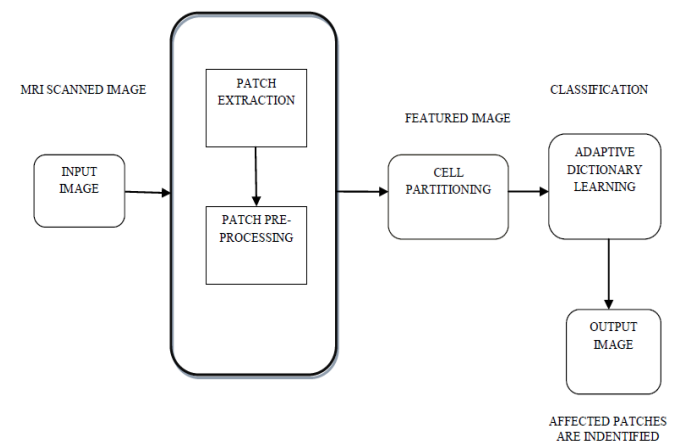 MRI SCANNED IMAGE
INPUT
IMAGE
PATCH
EXTRACTION
PATCH PRE-
PROCESSING
FEATURED IMAGE
CELL
PARTITIONING
CLASSIFICATION
ADAPTIVE
DICTIONARY
LEARNING
OUTPUT
IMAGE
AFFECTED PATCHES
ARE INDENTIFIED